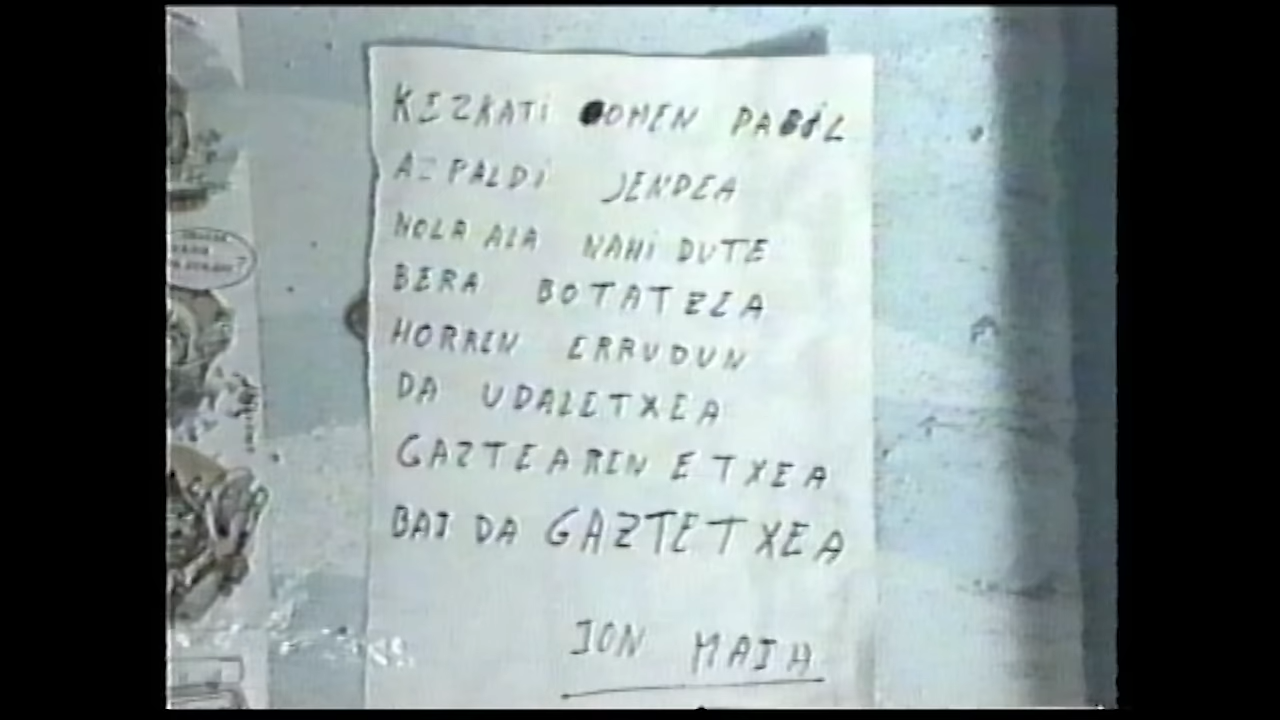 KEZKATI OMEN DABIL
AZPALDI JENDEA
NOLA ALA NAHI DUTE
BERA BOTATZEA
HORREN ERRUDUN
DA UDALETXEA
GAZTEAREN ETXEA
BAI DA GAZTETXEA
JON MAIA